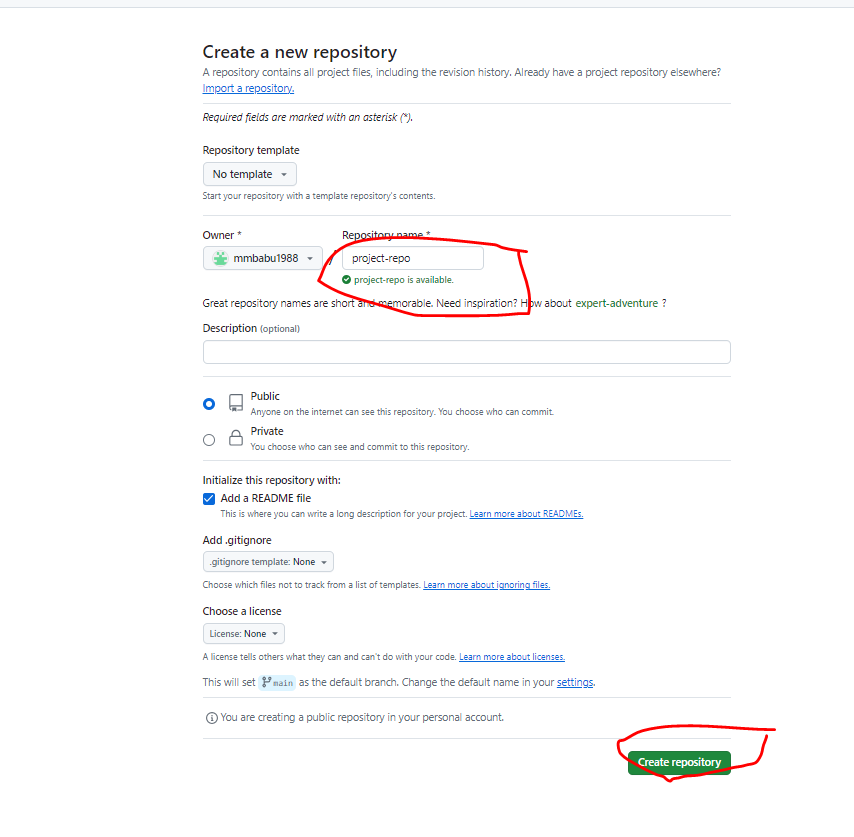 Create a new repository
A repository contains all project files, including the revision history. Already have a project repository elsewhere?
Import a repository.
Required fields are marked with an asterisk (*).
Repository template
No template
Start your repository with a template repository's contents.
Owner * Repository name *
mmbabu1988 / project-repo
project-repo is available.
Great repository names are short and memorable. Need inspiration? How about expert-adventure ?
Description (optional)
Public
Anyone on the internet can see this repository. You choose who can commit.
Private
You choose who can see and commit to this repository.
Initialize this repository with:
Add a README file
This is where you can write a long description for your project. Learn more about READMEs.
Add .gitignore
.gitignore template: None
Choose which files not to track from a list of templates. Learn more about ignoring files.
Choose a license
License: None
A license tells others what they can and can't do with your code. Learn more about licenses.
This will set main as the default branch. Change the default name in your settings.
You are creating a public repository in your personal account.
Create repository